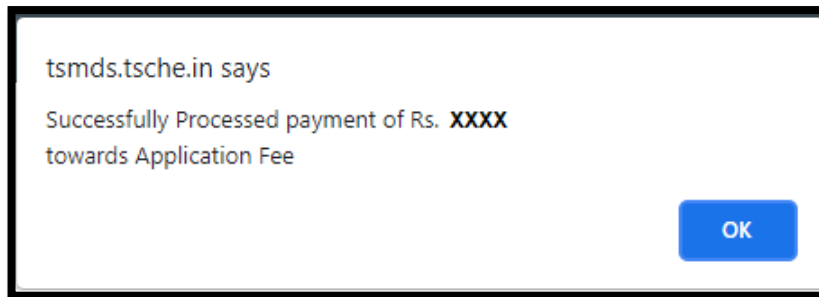 tsmds.tsche.in says
Successfully Processed payment of Rs. XXXX
towards Application Fee
OK